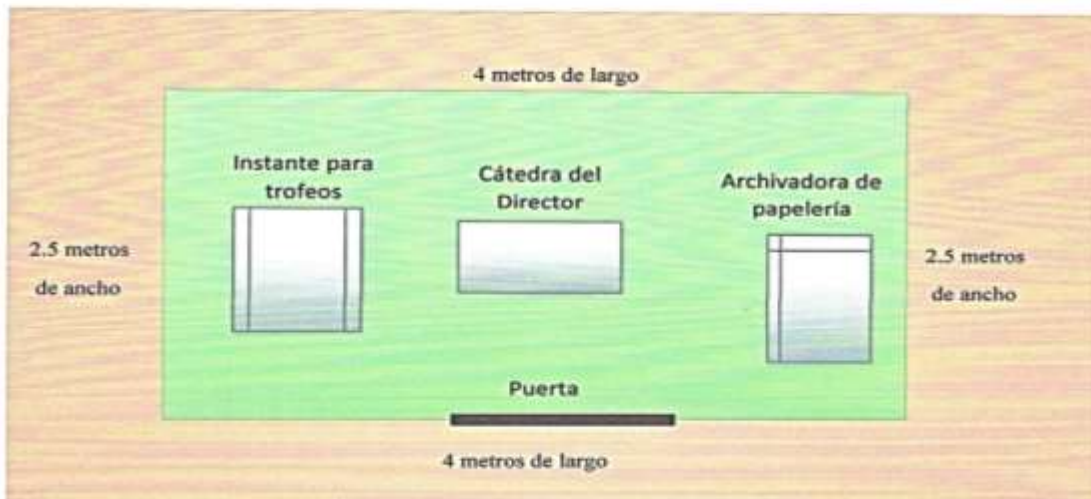 4 metros de largo
Instante para
trofeos
Cátedra del
Director
Archivadora de
papelería
2.5 metros
de ancho
2.5 metros
de ancho
Puerta
4 metros de largo